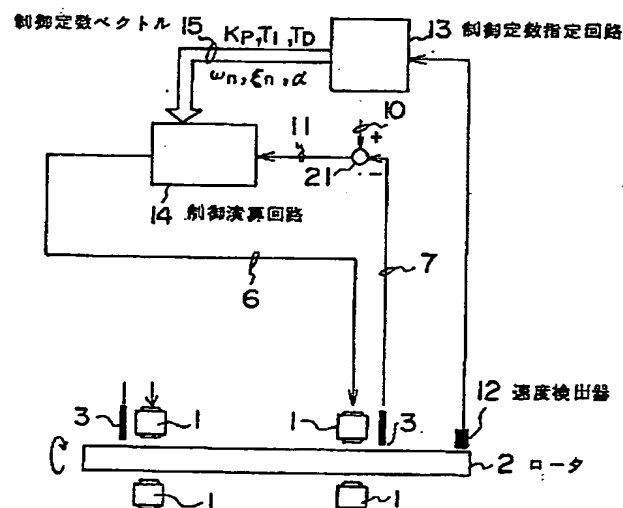 制御定数ベクトル 15 KP,TI,TD
ωn,ξn,α
13 制御定数指定回路
10
+
11
21
-
14 制御演算回路
7
6
12 速度検出器
3
1
1
3
2 ロータ
1
1